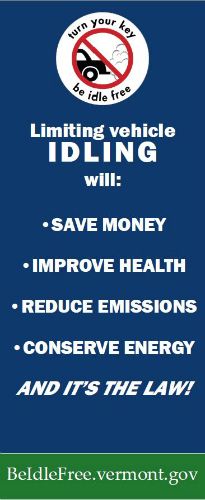 turn your key
be idle free
Limiting vehicle
IDLING
will:
•SAVE MONEY
•IMPROVE HEALTH
•REDUCE EMISSIONS
•CONSERVE ENERGY
AND IT'S THE LAW!
BeIdleFree.vermont.gov